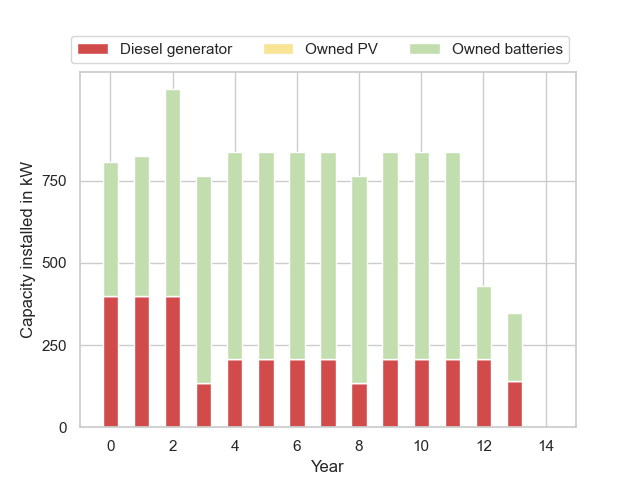 Diesel generator Owned PV Owned batteries
Capacity installed in kW
750
500
250
0
0 2 4 6 8 10 12 14
Year